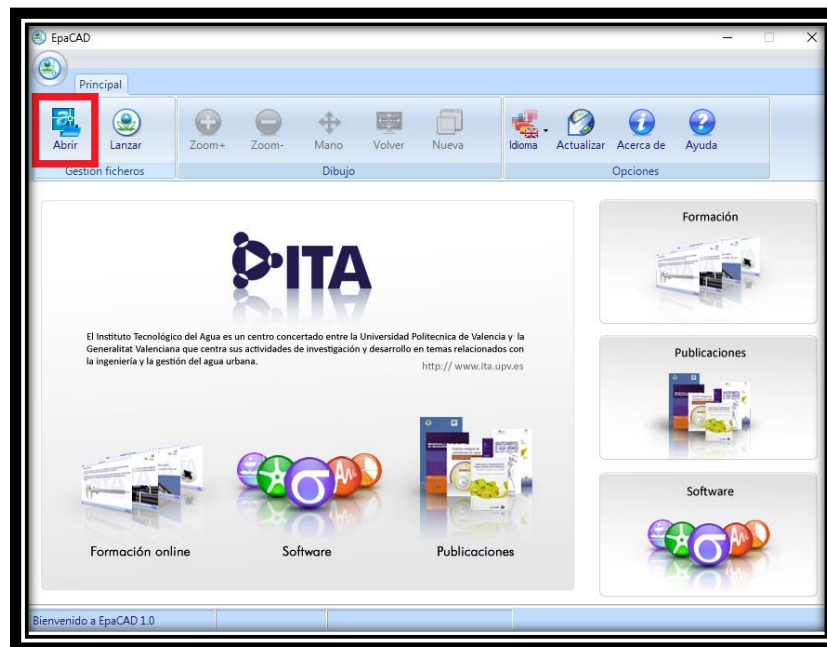 EpaCAD
Principal
Abrir
Lanzar
Zoom+
Zoom-
Mano
Volver
Nueva
Idioma
Actualizar
Acerca de
Ayuda
Gestión ficheros
Dibujo
Opciones
ITA
El Instituto Tecnológico del Agua es un centro concertado entre la Universidad Politecnica de Valencia y la
Generalitat Valenciana que centra sus actividades de investigación y desarrollo en temas relacionados con
la ingeniería y la gestión del agua urbana.
http:// www.ita.upv.es
Formación online
Software
Publicaciones
Formación
Publicaciones
Software
Bienvenido a EpaCAD 1.0